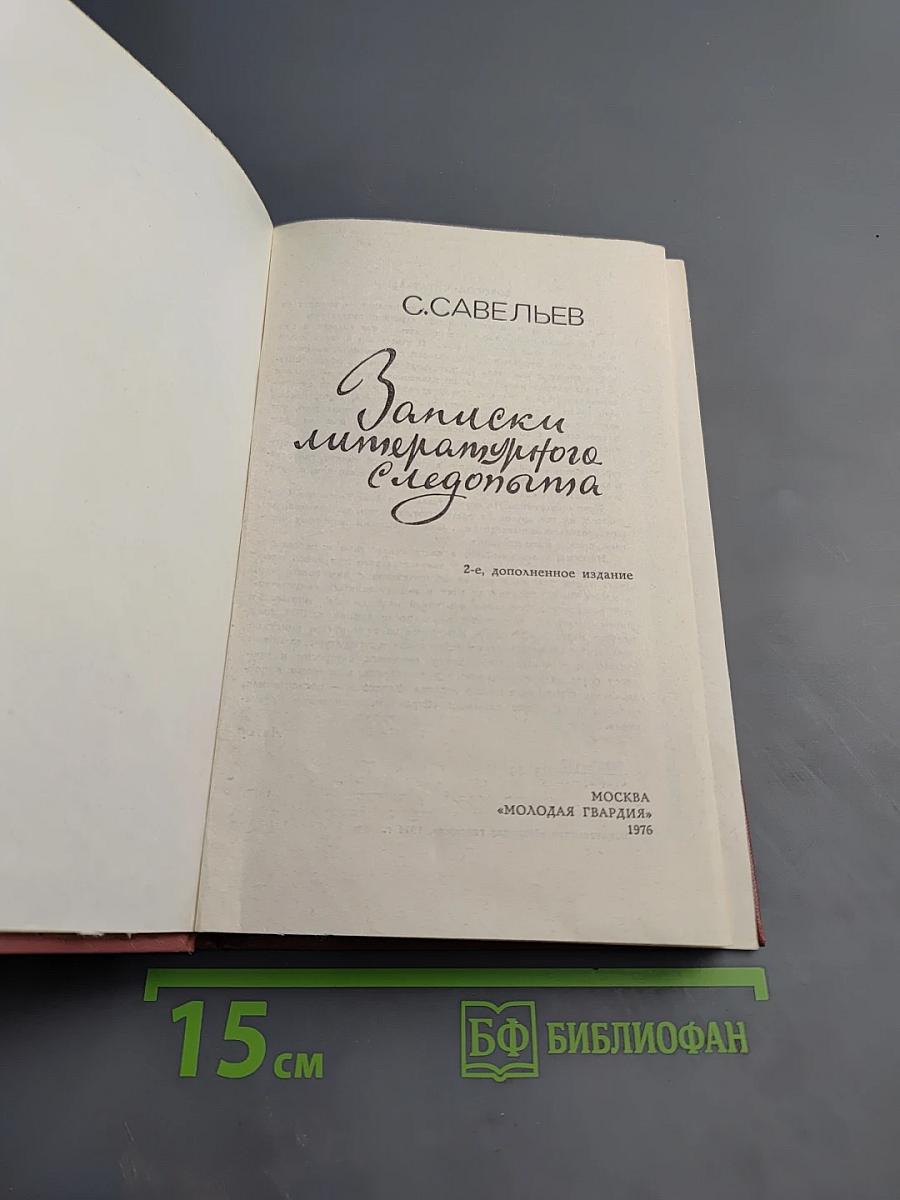 С.САВЕЛЬЕВ
Записки
литературного
следопыта
2-е, дополненное издание
МОСКВА
«МОЛОДАЯ ГВАРДИЯ»
1976
15 см
БФ БИБЛИОФАН